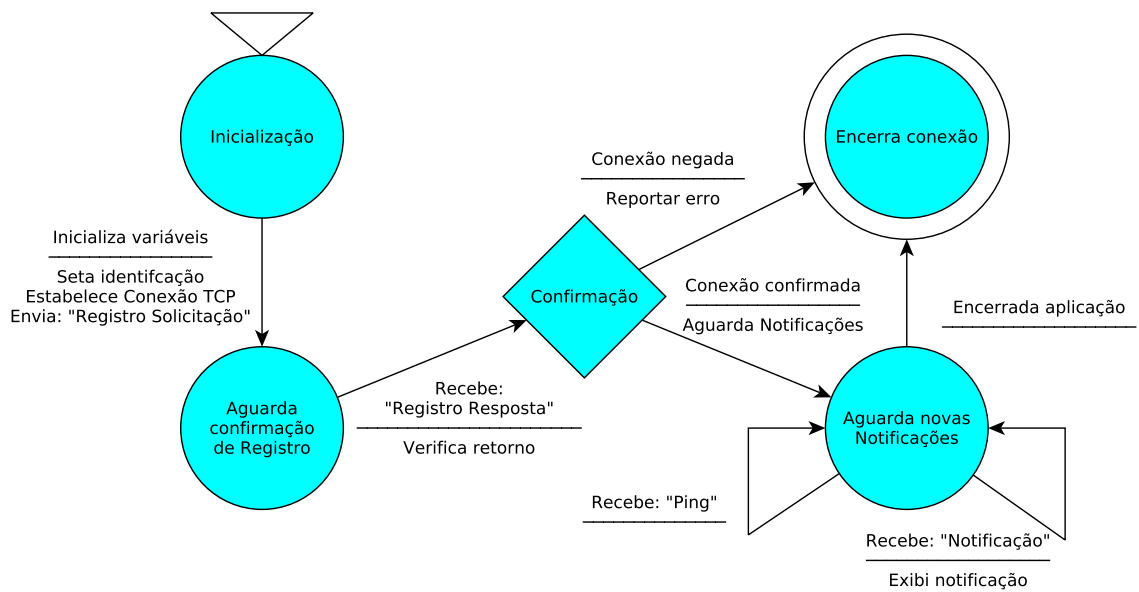 Inicialização
Encerra conexão
Conexão negada
Reportar erro
Inicializa variáveis
Seta identifcação
Estabelece Conexão TCP
Envia: "Registro Solicitação"
Confirmação
Conexão confirmada
Aguarda Notificações
Encerrada aplicação
Aguarda
confirmação
de Registro
Recebe:
"Registro Resposta"
Verifica retorno
Aguarda novas
Notificações
Recebe: "Ping"
Recebe: "Notificação"
Exibi notificação